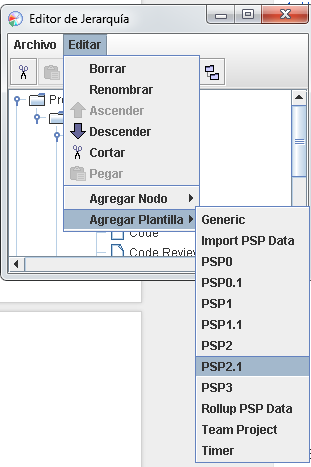 Editor de Jerarquía
Archivo Editar
Borrar
Renombrar
Ascender
Descender
Cortar
Pegar
Agregar Nodo
Agregar Plantilla
Generic
Import PSP Data
PSP0
PSP0.1
PSP1
PSP1.1
PSP2
PSP2.1
PSP3
Rollup PSP Data
Team Project
Timer
Pro
Code
Code Review